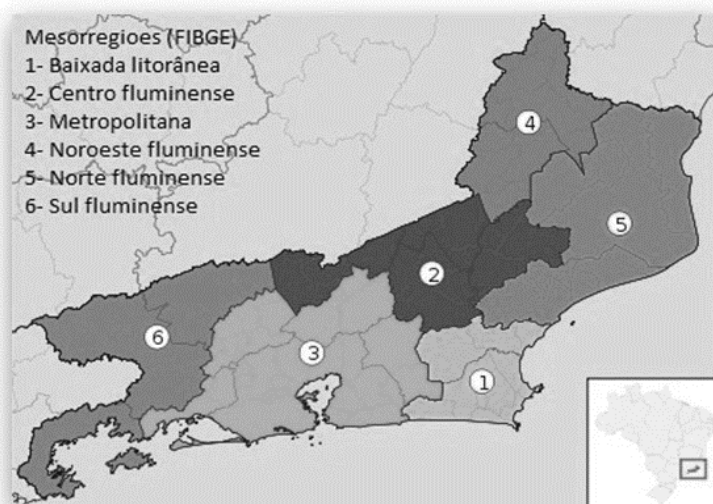 Mesorregioes (FIBGE)
1- Baixada litorânea
2- Centro fluminense
3- Metropolitana
4- Noroeste fluminense
5- Norte fluminense
6- Sul fluminense
4
5
2
6
3
1